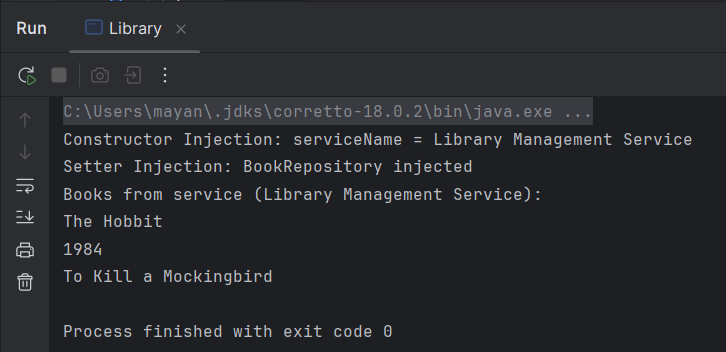 Run
Library
C:\Users\mayan\.jdks\corretto-18.0.2\bin\java.exe ...
Constructor Injection: serviceName = Library Management Service
Setter Injection: BookRepository injected
Books from service (Library Management Service):
The Hobbit
1984
To Kill a Mockingbird
Process finished with exit code 0